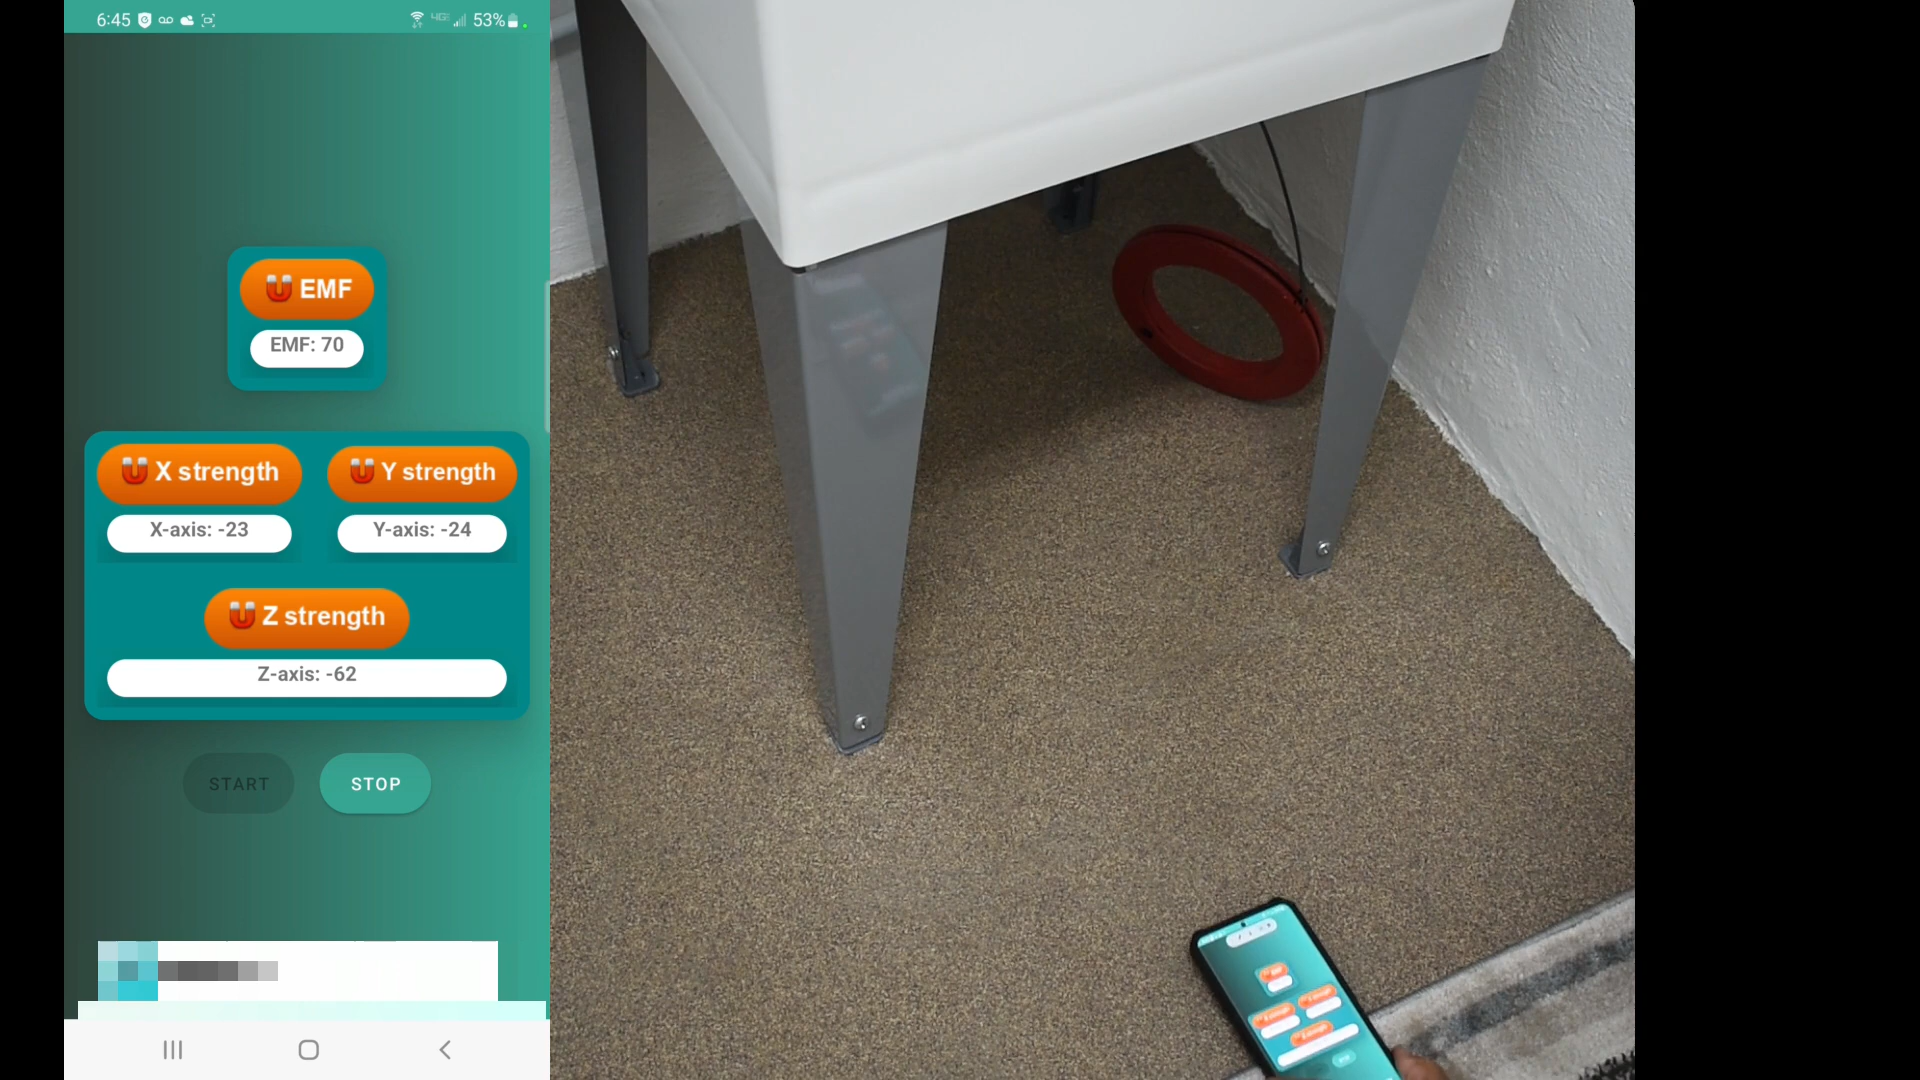 6:45
53%
EMF
EMF: 70
X strength
Y strength
X-axis: -23
Y-axis: -24
Z strength
Z-axis: -62
START
STOP